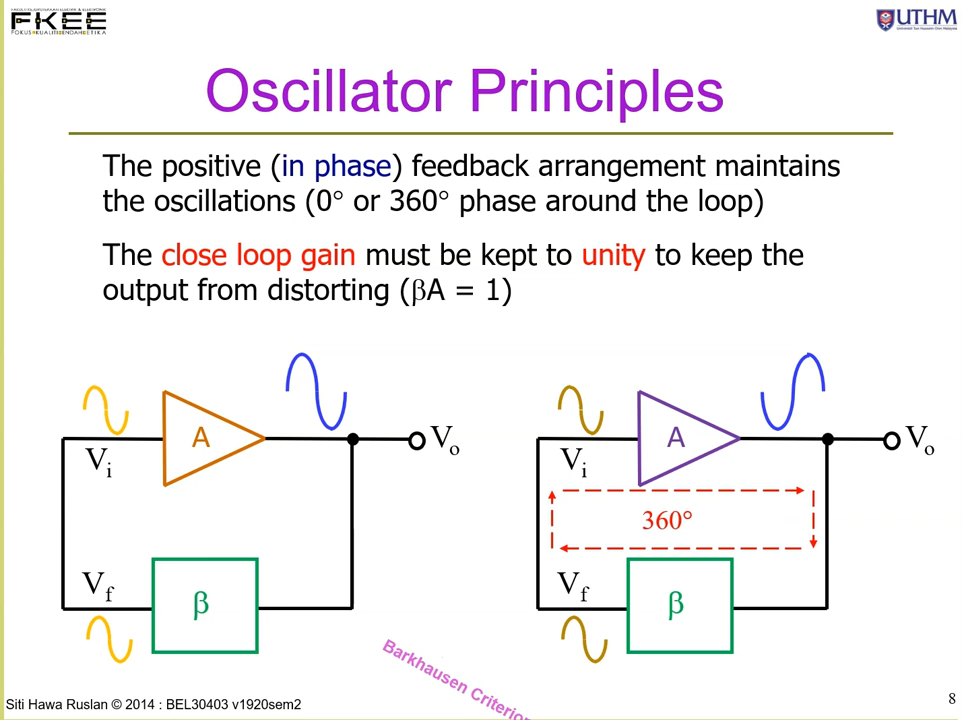 FKEE
FOKUS•KUALITI•RENDAH•ETIKA
UTHM
Oscillator Principles
The positive (in phase) feedback arrangement maintains
the oscillations (0° or 360° phase around the loop)
The close loop gain must be kept to unity to keep the
output from distorting (βA = 1)
A
Vo
Vi
Vf
β
A
Vo
Vi
360°
Vf
β
Barkhausen Criterion
Siti Hawa Ruslan © 2014 : BEL30403 v1920sem2
8